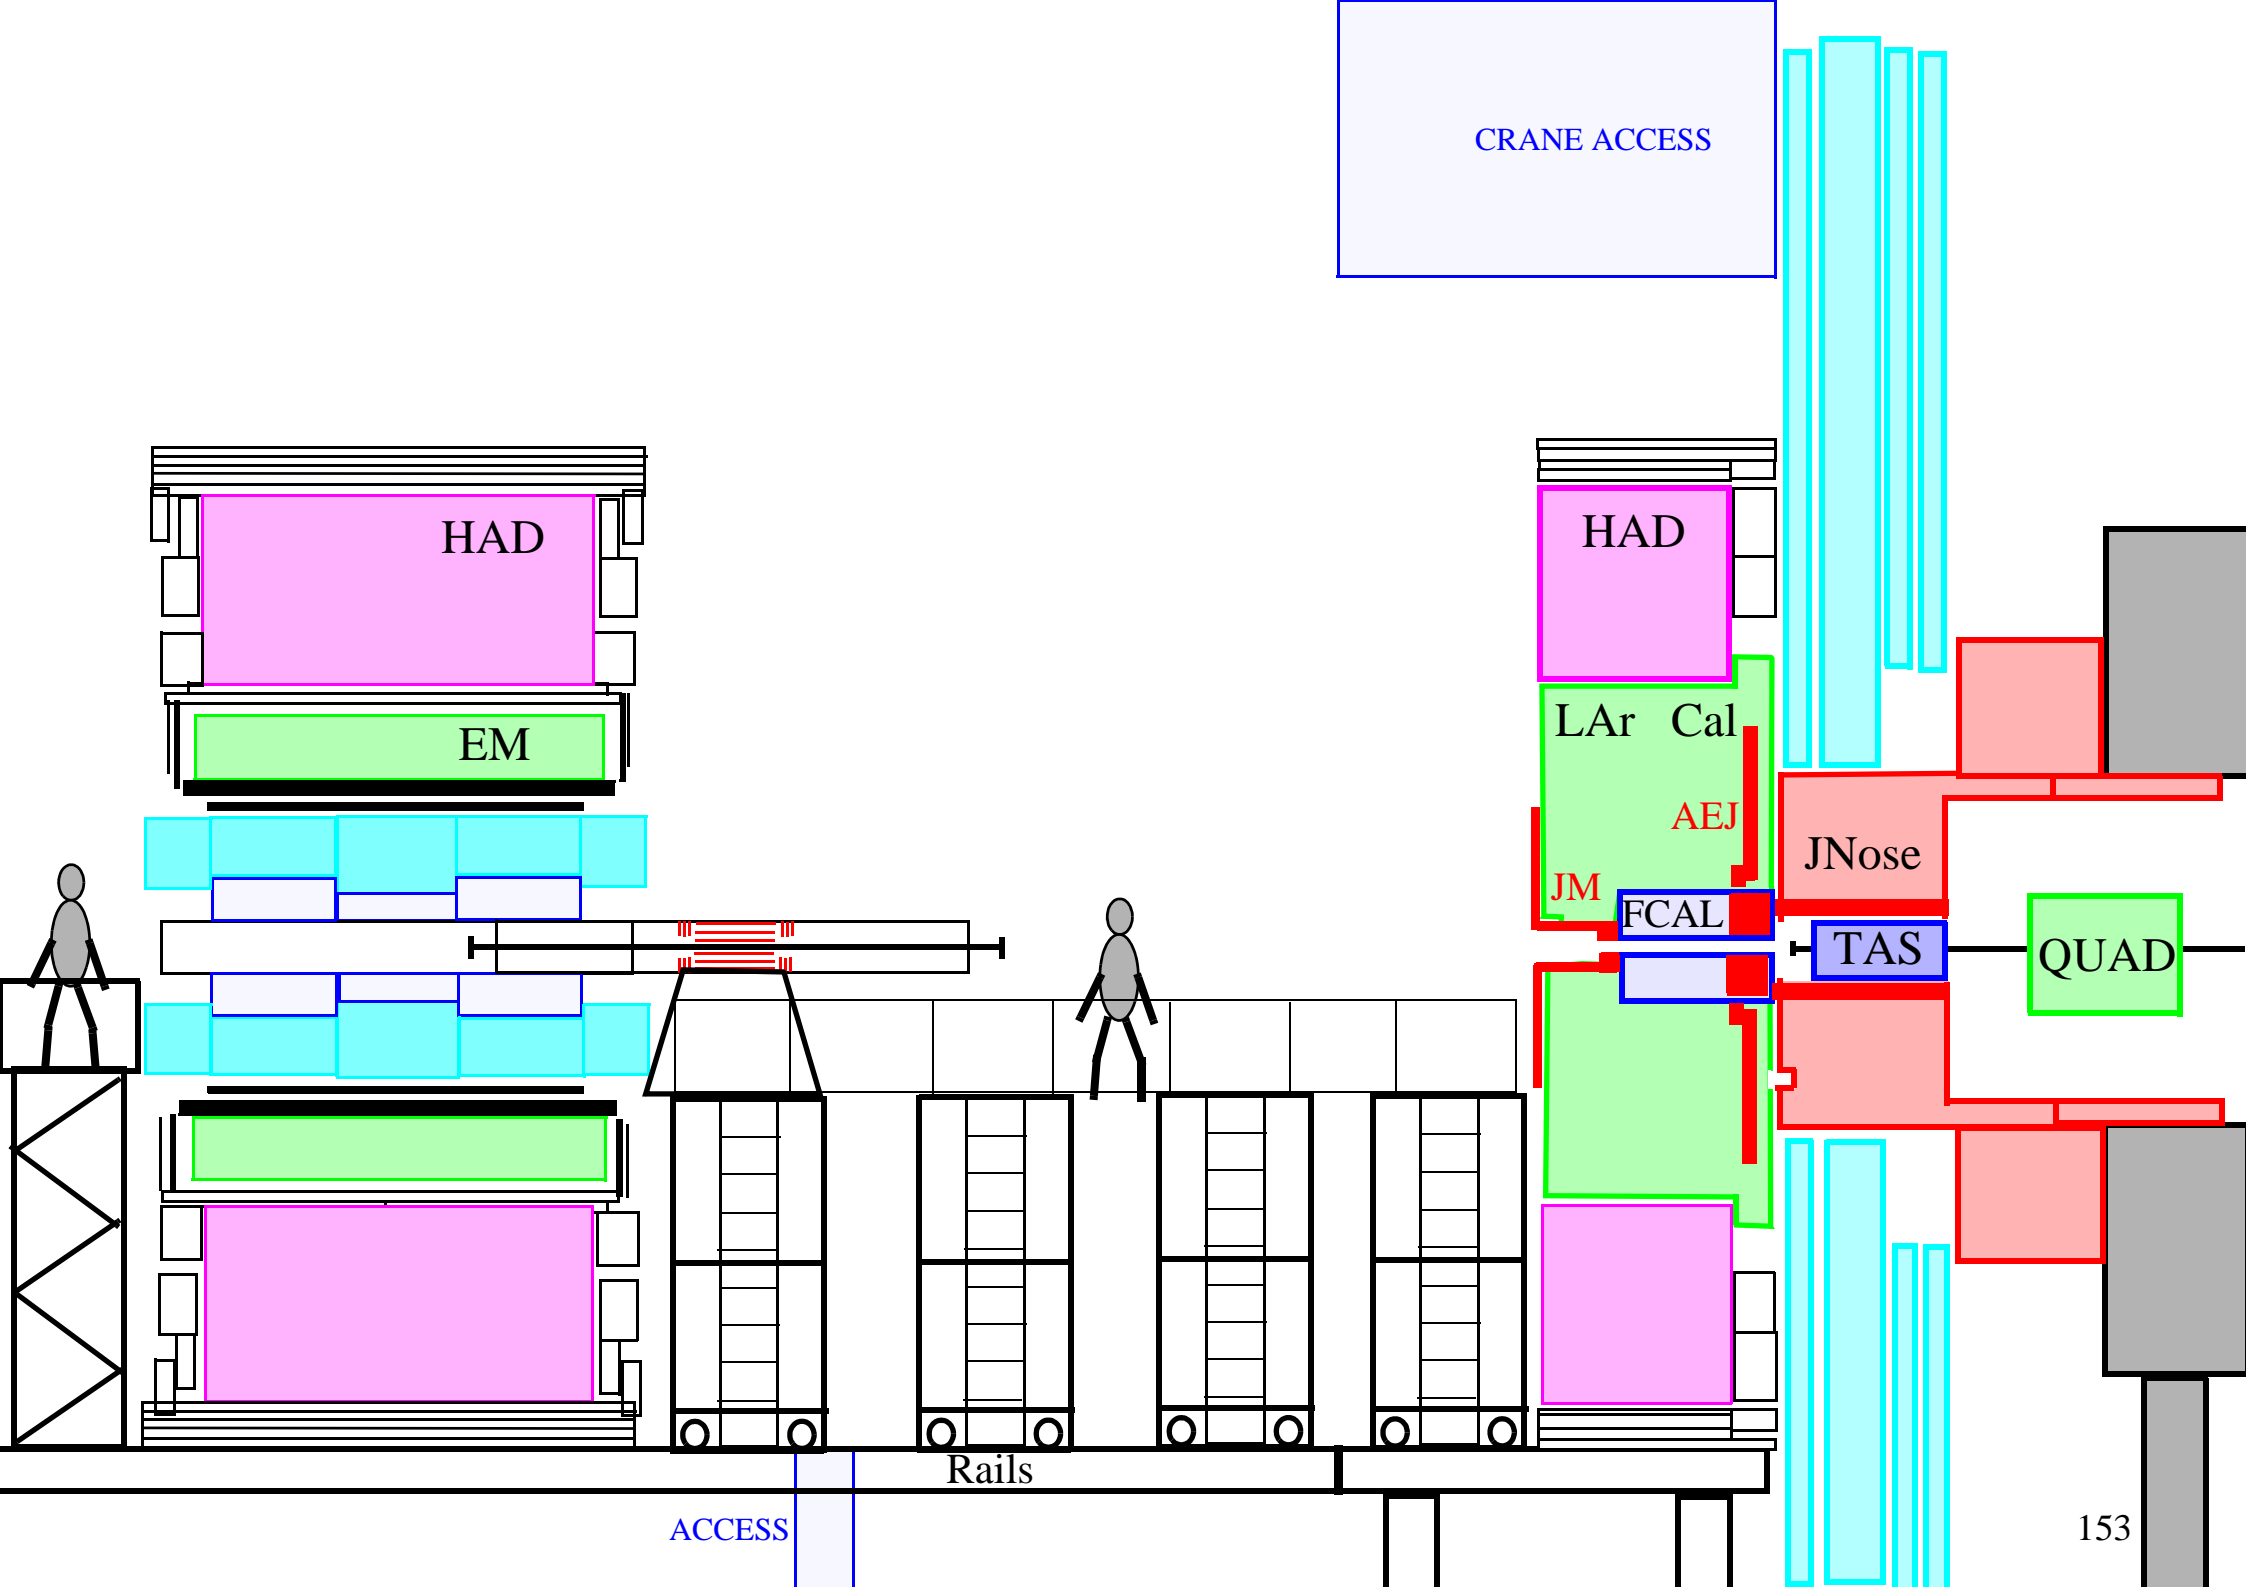 CRANE ACCESS
HAD
HAD
LAr Cal
EM
AEJ
JNose
JM
FCAL
TAS
QUAD
Rails
ACCESS
153